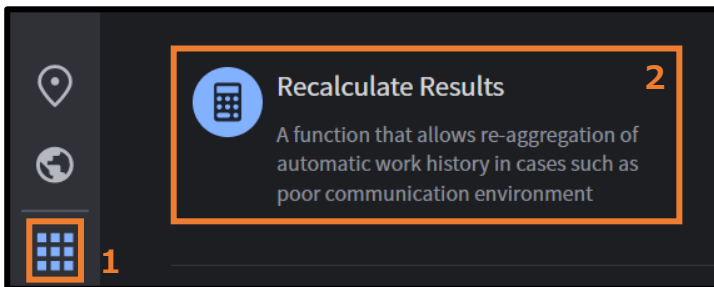 Recalculate Results
2
A function that allows re-aggregation of
automatic work history in cases such as
poor communication environment
1